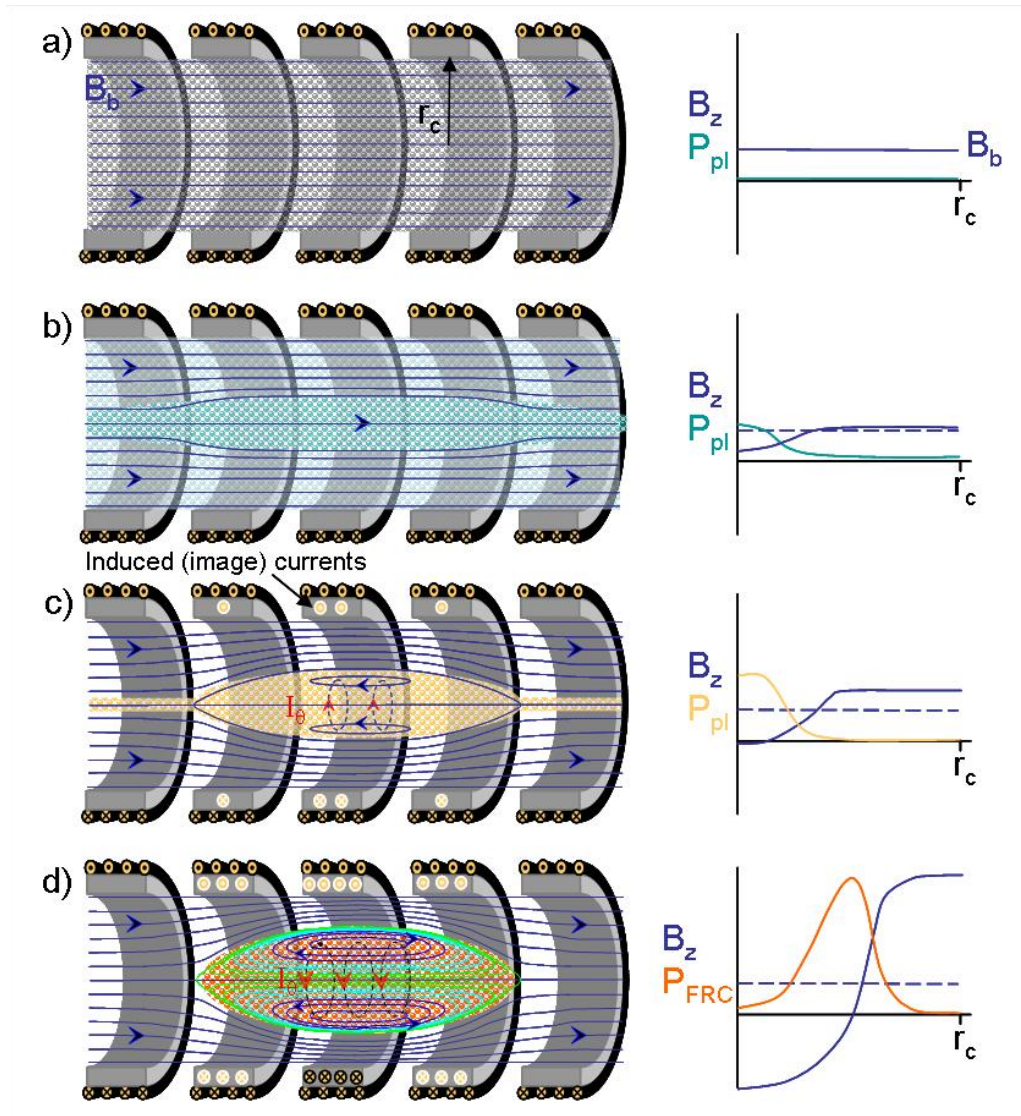 a)
B_b
r_c
B_z
P_pl
B_b
r_c
b)
B_z
P_pl
r_c
Induced (image) currents
c)
I_θ
B_z
P_pl
r_c
d)
I_θ
B_z
P_FRC
r_c